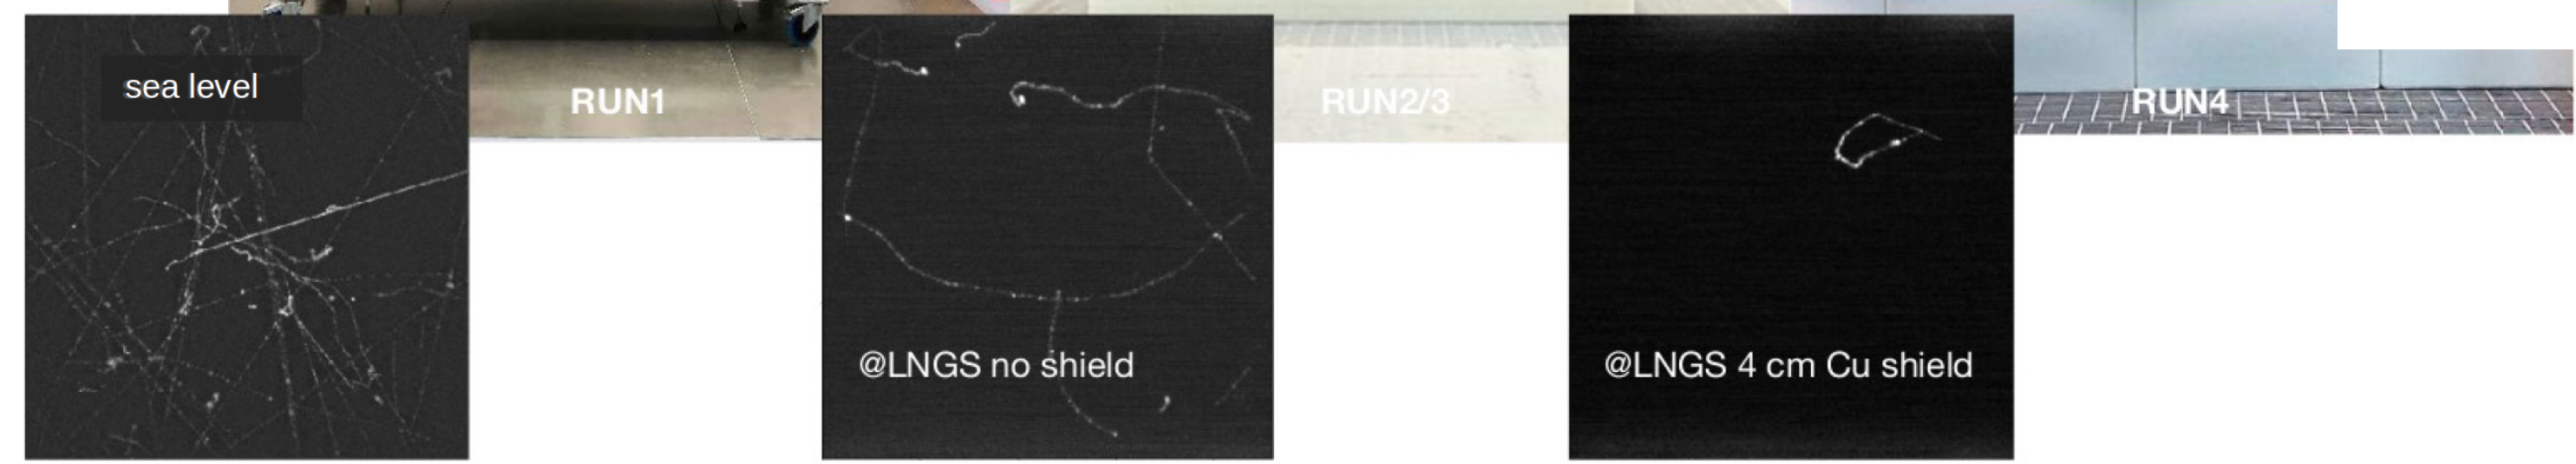 sea level
RUN1
RUN2/3
RUN4
@LNGS no shield
@LNGS 4 cm Cu shield